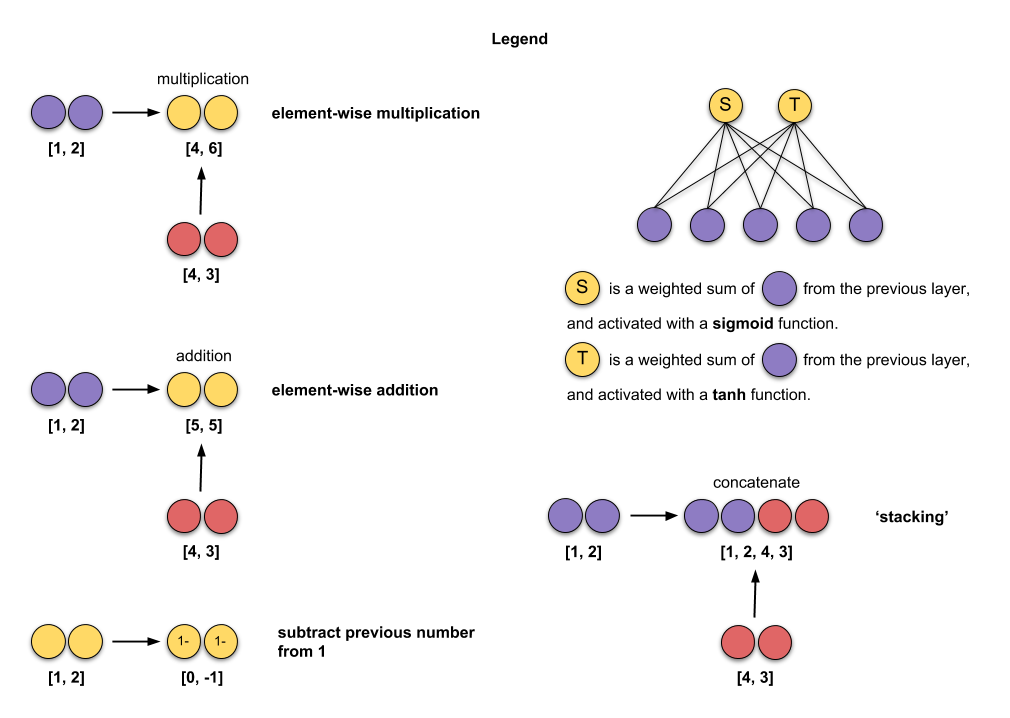 Legend
multiplication
element-wise multiplication
[1, 2]
[4, 6]
[4, 3]
addition
element-wise addition
[1, 2]
[5, 5]
[4, 3]
1- 1-
subtract previous number
from 1
[1, 2]
[0, -1]
S T
S is a weighted sum of from the previous layer,
and activated with a sigmoid function.
T is a weighted sum of from the previous layer,
and activated with a tanh function.
concatenate
‘stacking’
[1, 2]
[1, 2, 4, 3]
[4, 3]